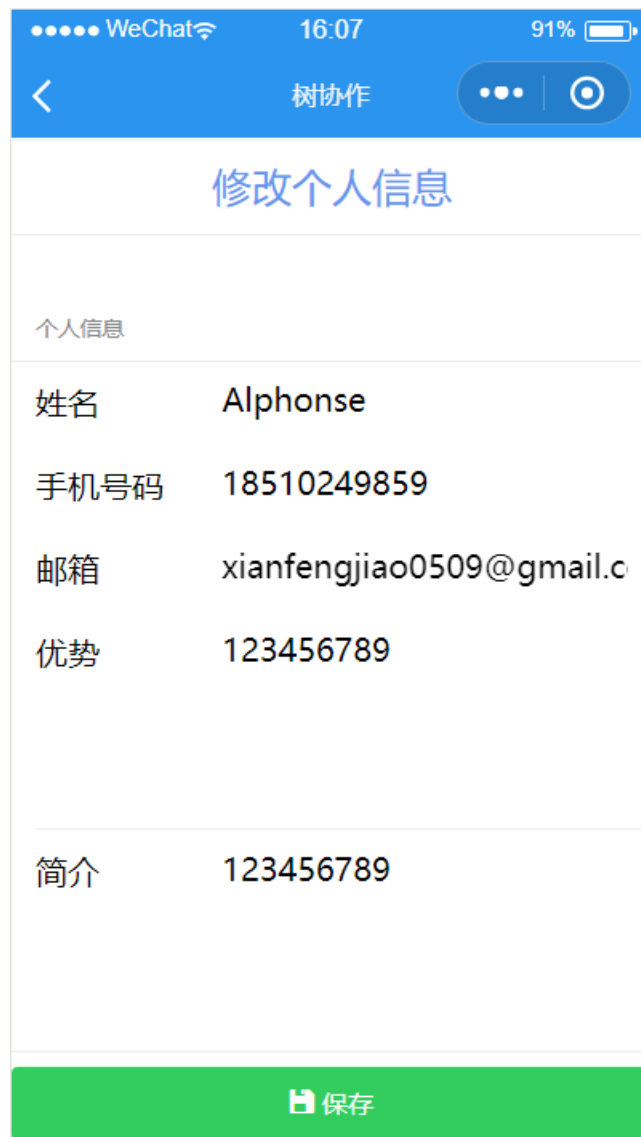 WeChat 16:07 91%
树协作
修改个人信息
个人信息
姓名 Alphonse
手机号码 18510249859
邮箱 xianfengjiao0509@gmail.c
优势 123456789
简介 123456789
保存